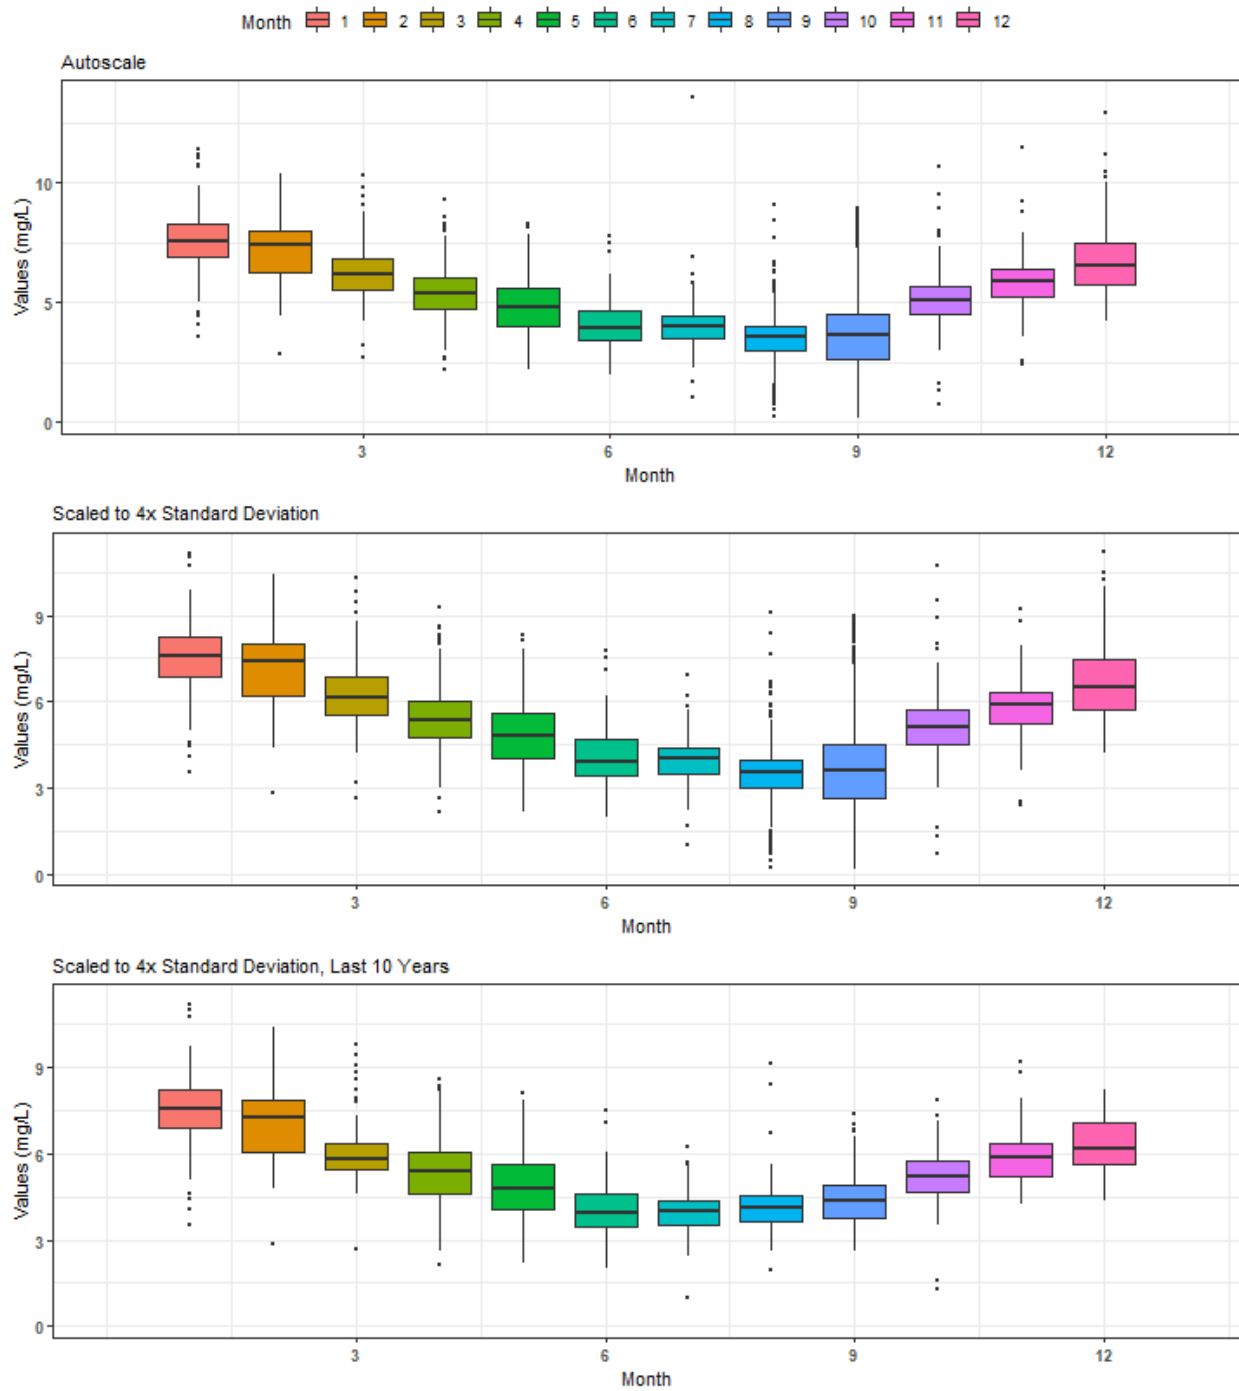 Month 1 2 3 4 5 6 7 8 9 10 11 12
Autoscale
Values (mg/L)
10
5
0
3 6 9 12
Month
Scaled to 4x Standard Deviation
Values (mg/L)
9
6
3
0
3 6 9 12
Month
Scaled to 4x Standard Deviation, Last 10 Years
Values (mg/L)
9
6
3
0
3 6 9 12
Month